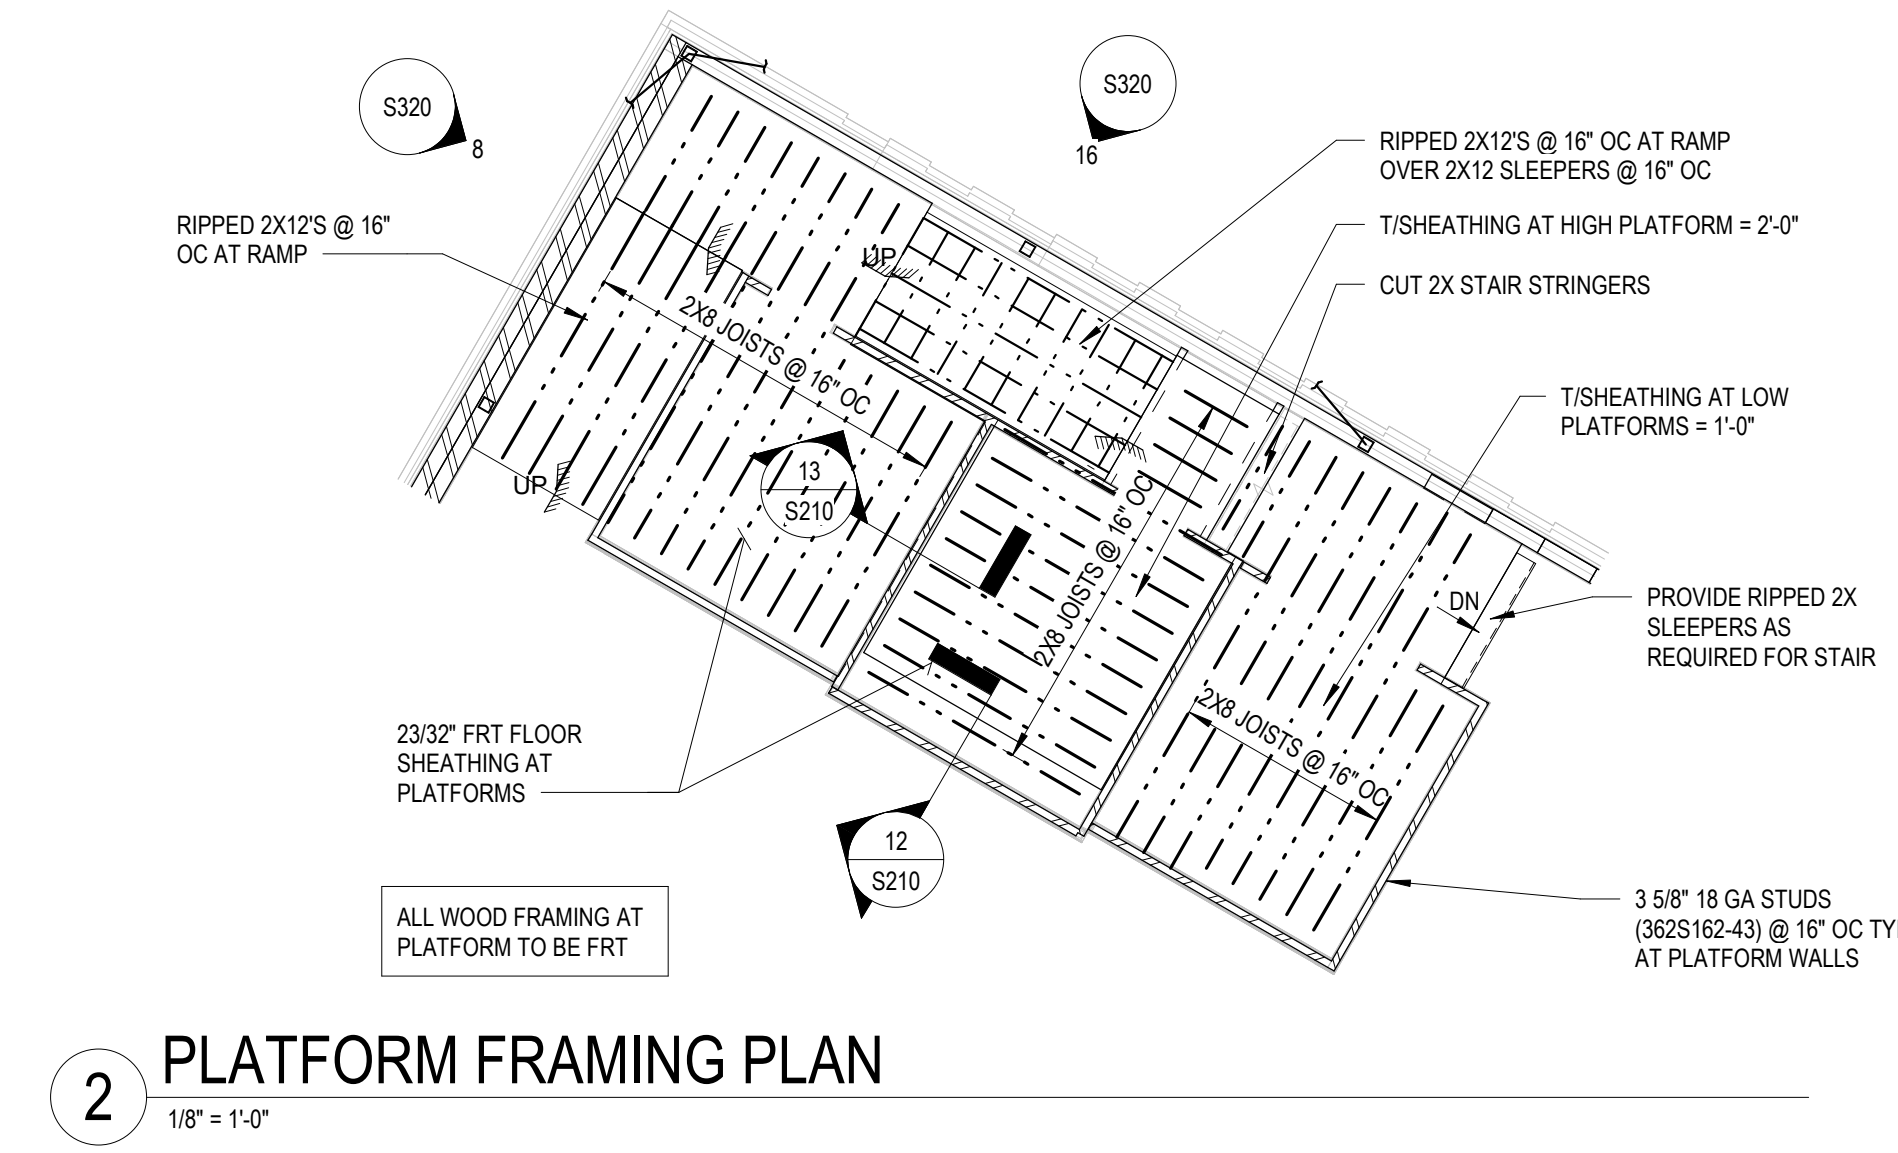 S320
8
S320
16
RIPPED 2X12'S @ 16" OC AT RAMP
OVER 2X12 SLEEPERS @ 16" OC
T/SHEATHING AT HIGH PLATFORM = 2'-0"
CUT 2X STAIR STRINGERS
RIPPED 2X12'S @ 16"
OC AT RAMP
UP
2X8 JOISTS @ 16" OC
T/SHEATHING AT LOW
PLATFORMS = 1'-0"
UP
13
S210
2X8 JOISTS @ 16" OC
DN
PROVIDE RIPPED 2X
SLEEPERS AS
REQUIRED FOR STAIR
2X8 JOISTS @ 16" OC
23/32" FRT FLOOR
SHEATHING AT
PLATFORMS
12
S210
ALL WOOD FRAMING AT
PLATFORM TO BE FRT
3 5/8" 18 GA STUDS
(362S162-43) @ 16" OC TY
AT PLATFORM WALLS
2
PLATFORM FRAMING PLAN
1/8" = 1'-0"